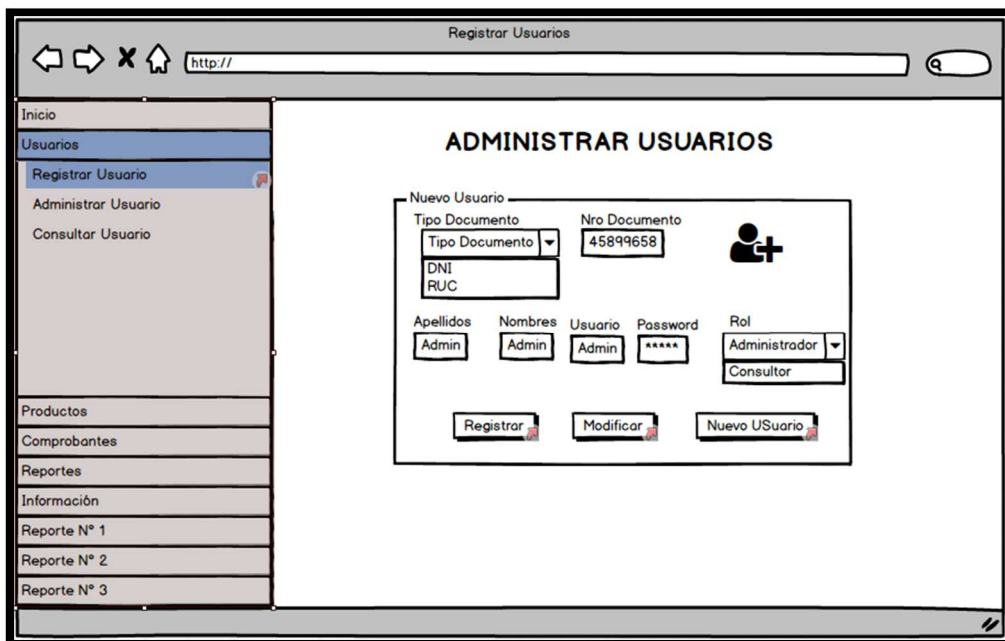 Registrar Usuarios
http://
Inicio
Usuarios
Registrar Usuario
Administrar Usuario
Consultar Usuario
Productos
Comprobantes
Reportes
Información
Reporte N° 1
Reporte N° 2
Reporte N° 3
ADMINISTRAR USUARIOS
Nuevo Usuario
Tipo Documento Nro Documento
Tipo Documento 45899658
DNI
RUC
Apellidos Nombres Usuario Password Rol
Admin Admin Admin ***** Administrador
Consultor
Registrar Modificar Nuevo USuario